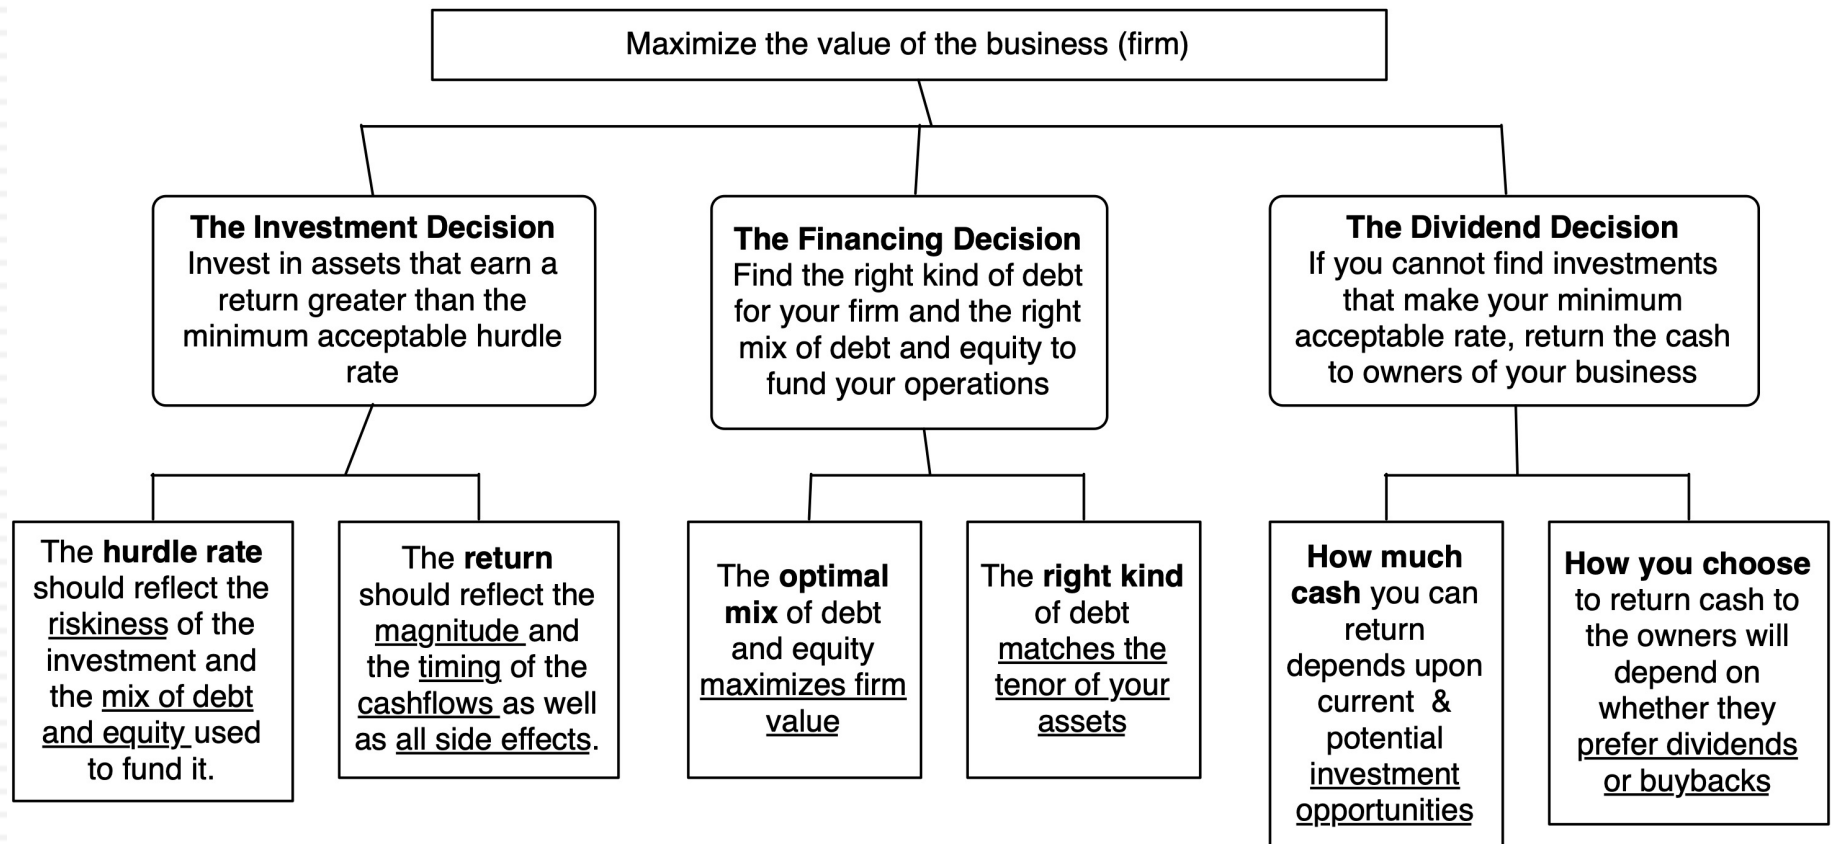 Maximize the value of the business (firm)
The Investment Decision
Invest in assets that earn a
return greater than the
minimum acceptable hurdle
rate
The Financing Decision
Find the right kind of debt
for your firm and the right
mix of debt and equity to
fund your operations
The Dividend Decision
If you cannot find investments
that make your minimum
acceptable rate, return the cash
to owners of your business
The hurdle rate
should reflect the
riskiness of the
investment and
the mix of debt
and equity used
to fund it.
The return
should reflect the
magnitude and
the timing of the
cashflows as well
as all side effects.
The optimal
mix of debt
and equity
maximizes firm
value
The right kind
of debt
matches the
tenor of your
assets
How much
cash you can
return
depends upon
current &
potential
investment
opportunities
How you choose
to return cash to
the owners will
depend on
whether they
prefer dividends
or buybacks